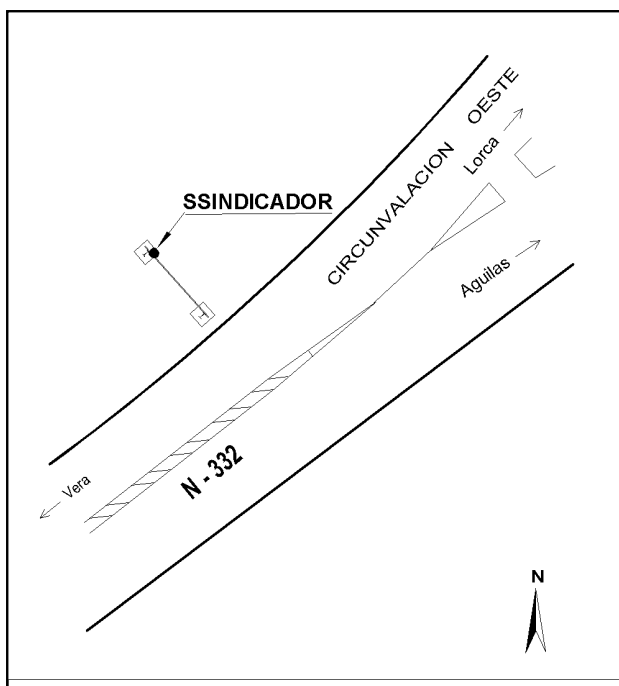 CIRCUNVALACION OESTE
Lorca
SSINDICADOR
Aguilas
N - 332
Vera
N